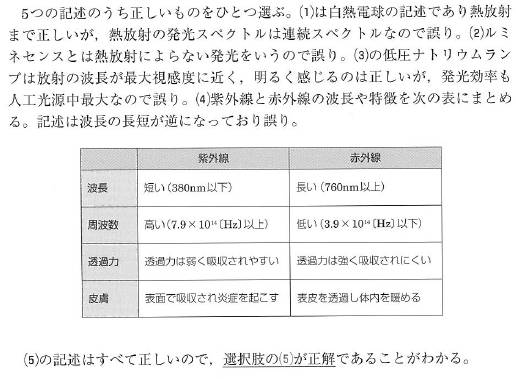 5つの記述のうち正しいものをひとつ選ぶ。(1)は白熱電球の記述であり熱放射
まで正しいが，熱放射の発光スペクトルは連続スペクトルなので誤り。(2)ルミ
ネセンスとは熱放射によらない発光をいうので誤り。(3)の低圧ナトリウムラン
プは放射の波長が最大視感度に近く，明るく感じるのは正しいが，発光効率も
人工光源中最大なので誤り。(4)紫外線と赤外線の波長や特徴を次の表にまとめ
る。記述は波長の長短が逆になっており誤り。
紫外線 赤外線
波長 短い(380nm以下) 長い(760nm以上)
周波数 高い(7.9×10¹⁴〔Hz〕以上) 低い(3.9×10¹⁴〔Hz〕以下)
透過力 透過力は弱く吸収されやすい 透過力は強く吸収されにくい
皮膚 表面で吸収され炎症を起こす 表皮を透過し体内を暖める
(5)の記述はすべて正しいので，選択肢の(5)が正解であることがわかる。